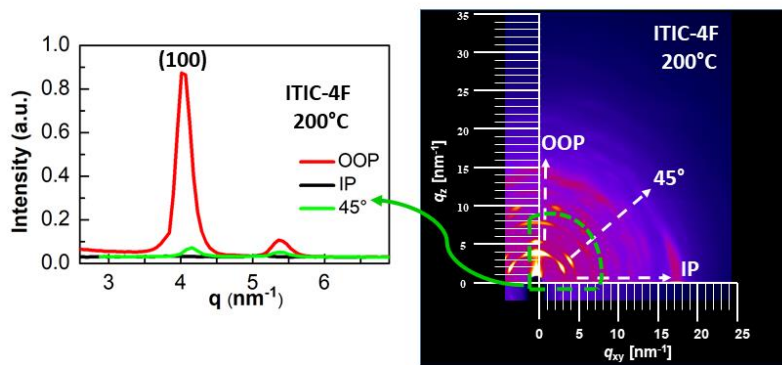 (100)
ITIC-4F
200°C
OOP
IP
45°
Intensity (a.u.)
1.0
0.8
0.6
0.4
0.2
0.0
3
4
5
6
q (nm⁻¹)
ITIC-4F
200°C
OOP
45°
IP
qz [nm⁻¹]
35
30
25
20
15
10
5
0
0
5
10
15
20
25
qxy [nm⁻¹]